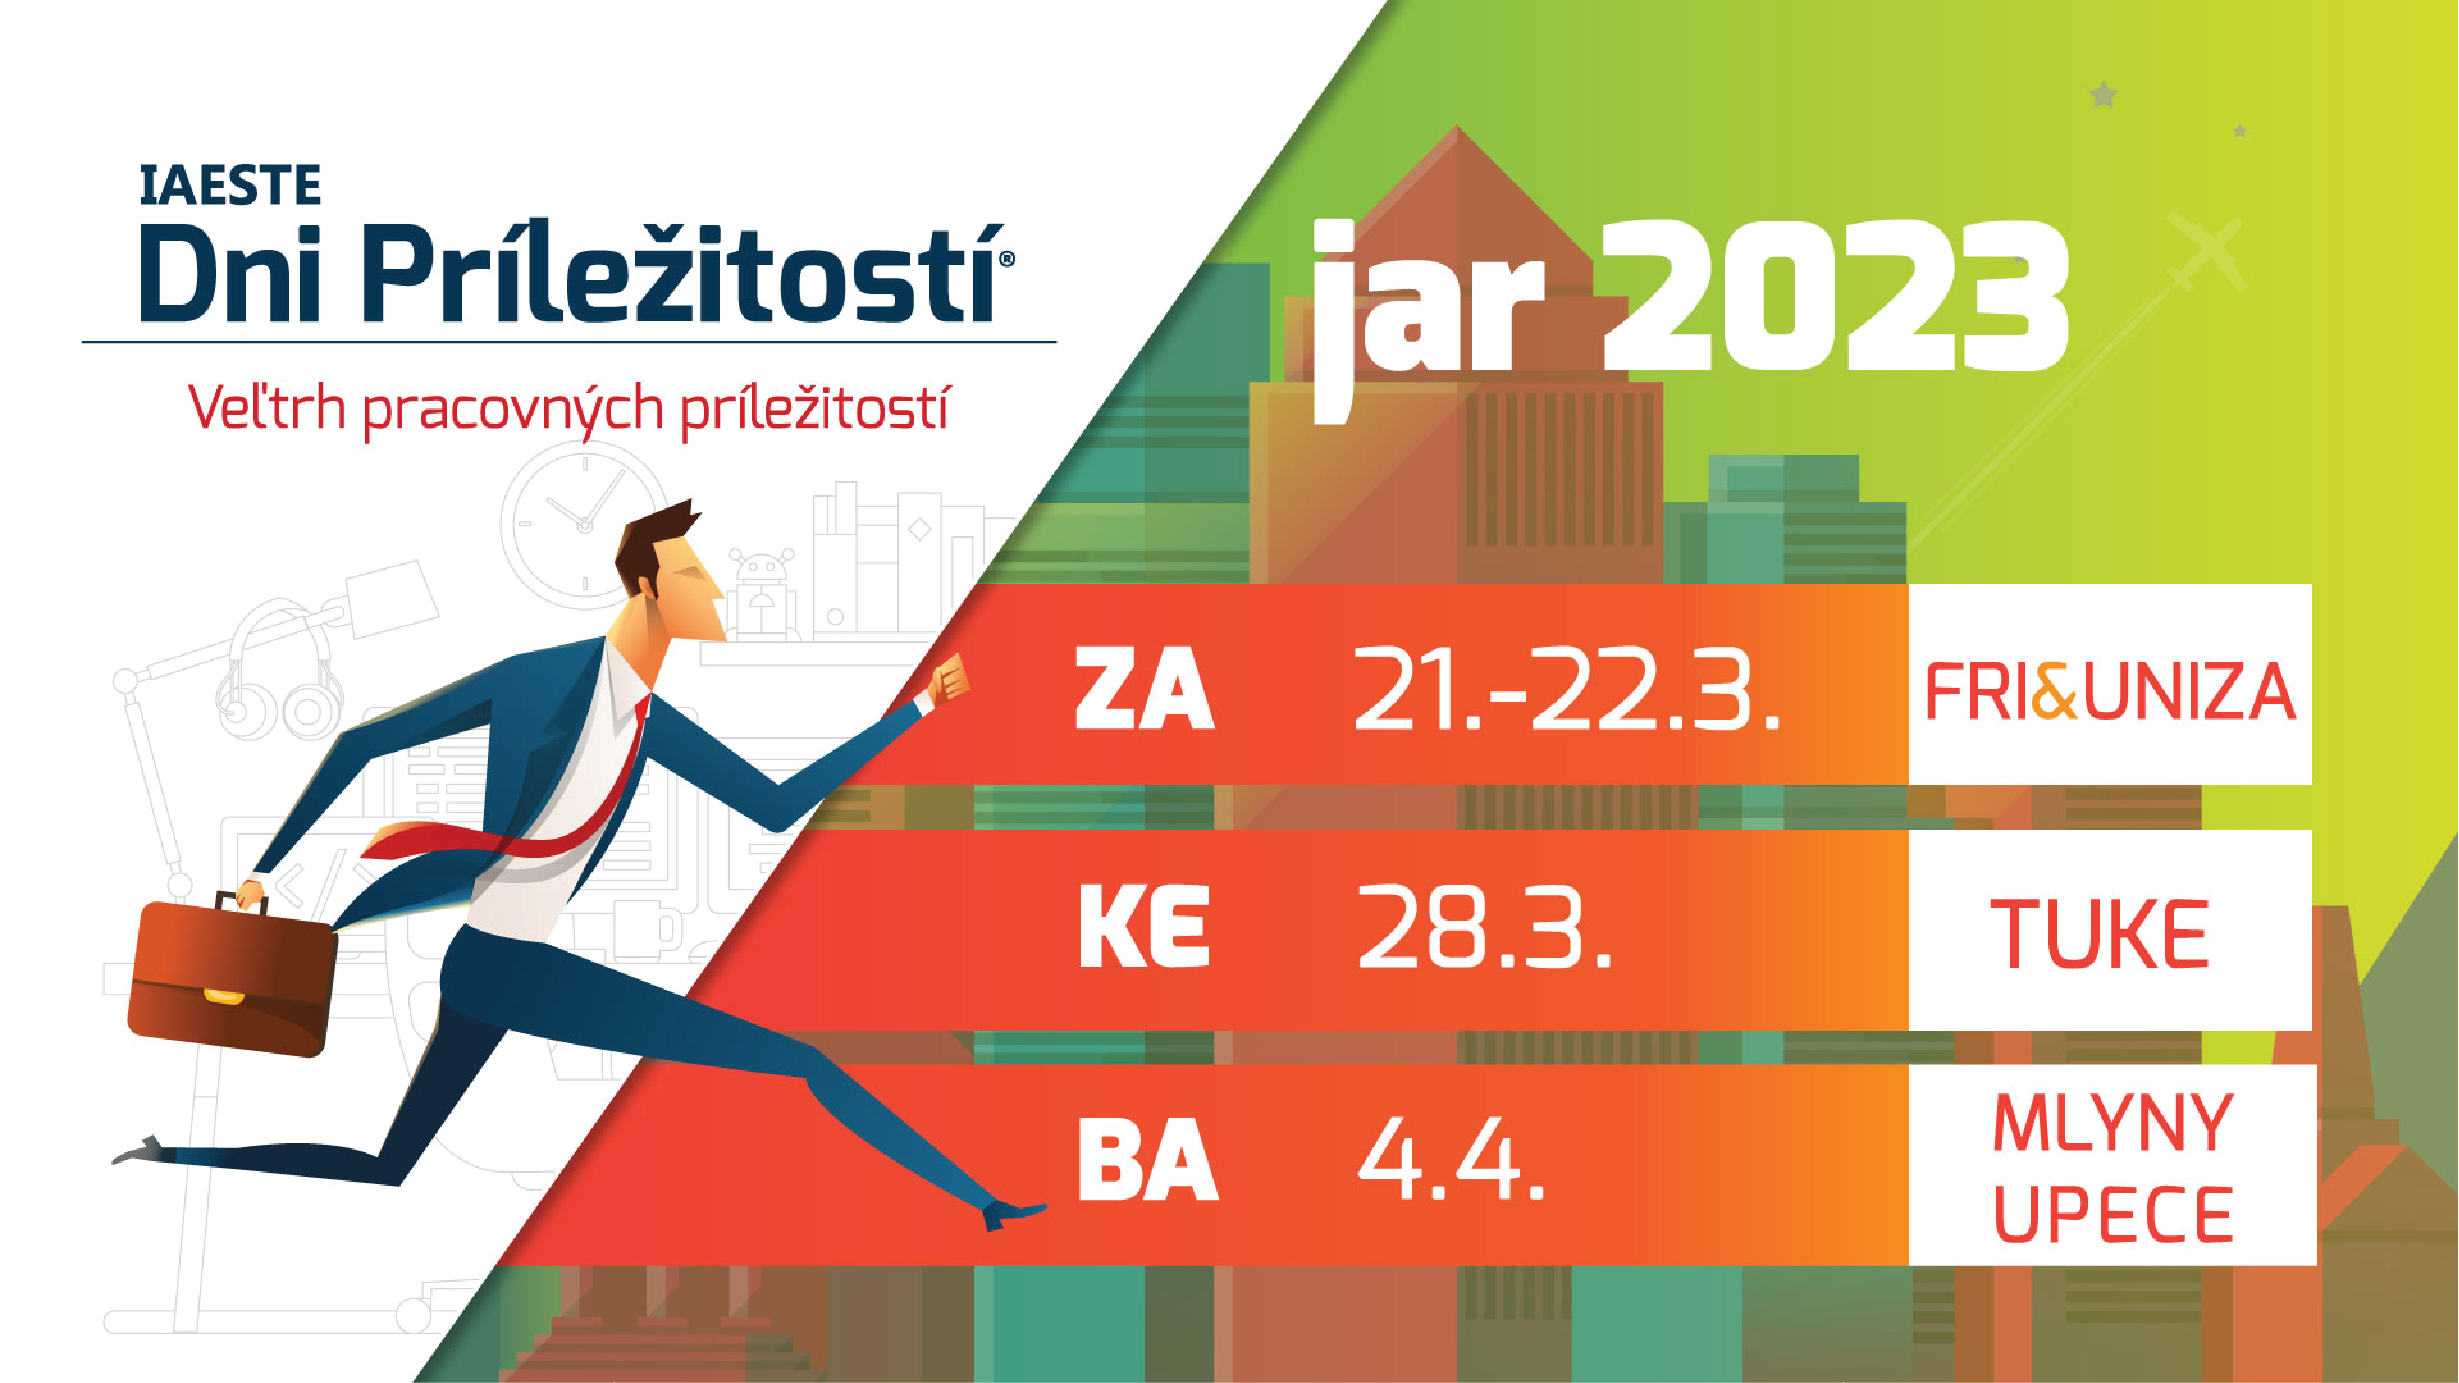 IAESTE
Dni Príležitostí®
Veľtrh pracovných príležitostí
jar 2023
ZA 21.-22.3. FRI&UNIZA
KE 28.3. TUKE
BA 4.4. MLYNY
UPECE